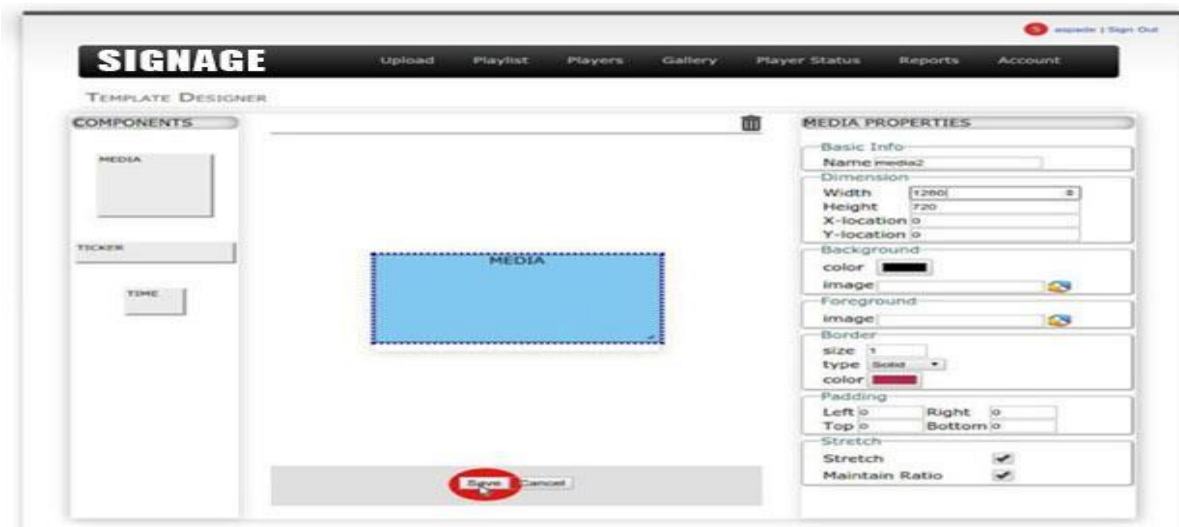 S aspade | Sign Out
SIGNAGE Upload Playlist Players Gallery Player Status Reports Account
TEMPLATE DESIGNER
COMPONENTS
MEDIA
TICKER
TIME
MEDIA
Save Cancel
MEDIA PROPERTIES
Basic Info
Name media2
Dimension
Width 1280
Height 720
X-location 0
Y-location 0
Background
color
image
Foreground
image
Border
size 1
type Solid
color
Padding
Left 0 Right 0
Top 0 Bottom 0
Stretch
Stretch
Maintain Ratio